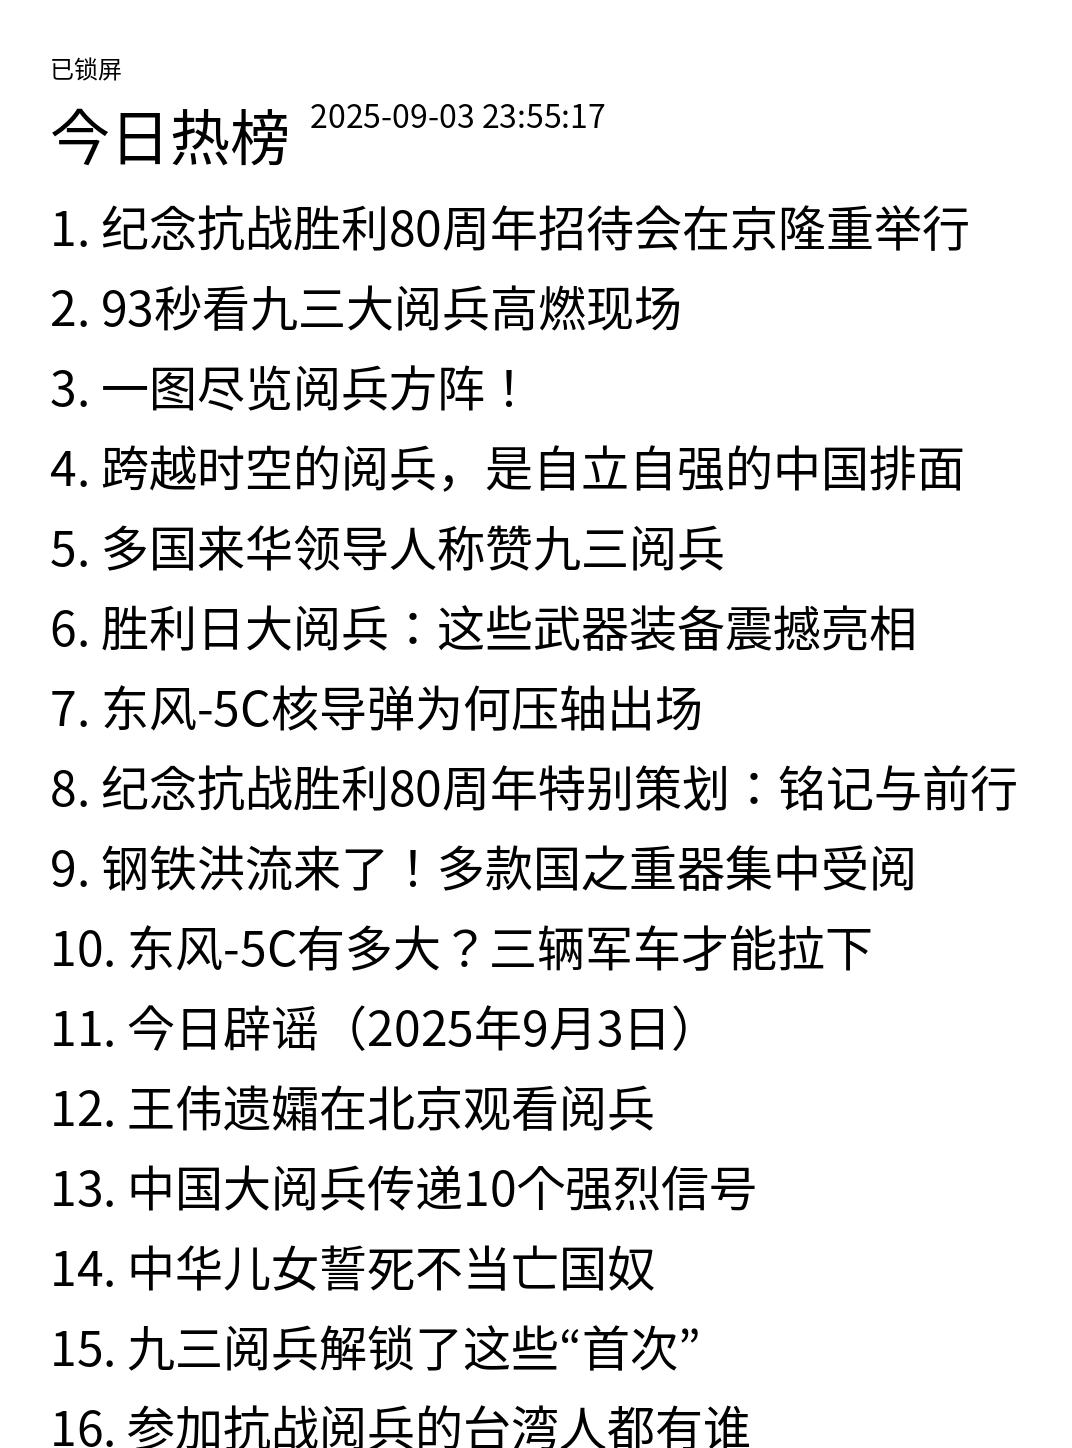 已锁屏
今日热榜 2025-09-03 23:55:17
1. 纪念抗战胜利80周年招待会在京隆重举行
2. 93秒看九三大阅兵高燃现场
3. 一图尽览阅兵方阵！
4. 跨越时空的阅兵，是自立自强的中国排面
5. 多国来华领导人称赞九三阅兵
6. 胜利日大阅兵：这些武器装备震撼亮相
7. 东风-5C核导弹为何压轴出场
8. 纪念抗战胜利80周年特别策划：铭记与前行
9. 钢铁洪流来了！多款国之重器集中受阅
10. 东风-5C有多大？三辆军车才能拉下
11. 今日辟谣（2025年9月3日）
12. 王伟遗孀在北京观看阅兵
13. 中国大阅兵传递10个强烈信号
14. 中华儿女誓死不当亡国奴
15. 九三阅兵解锁了这些“首次”
16. 参加抗战阅兵的台湾人都有谁